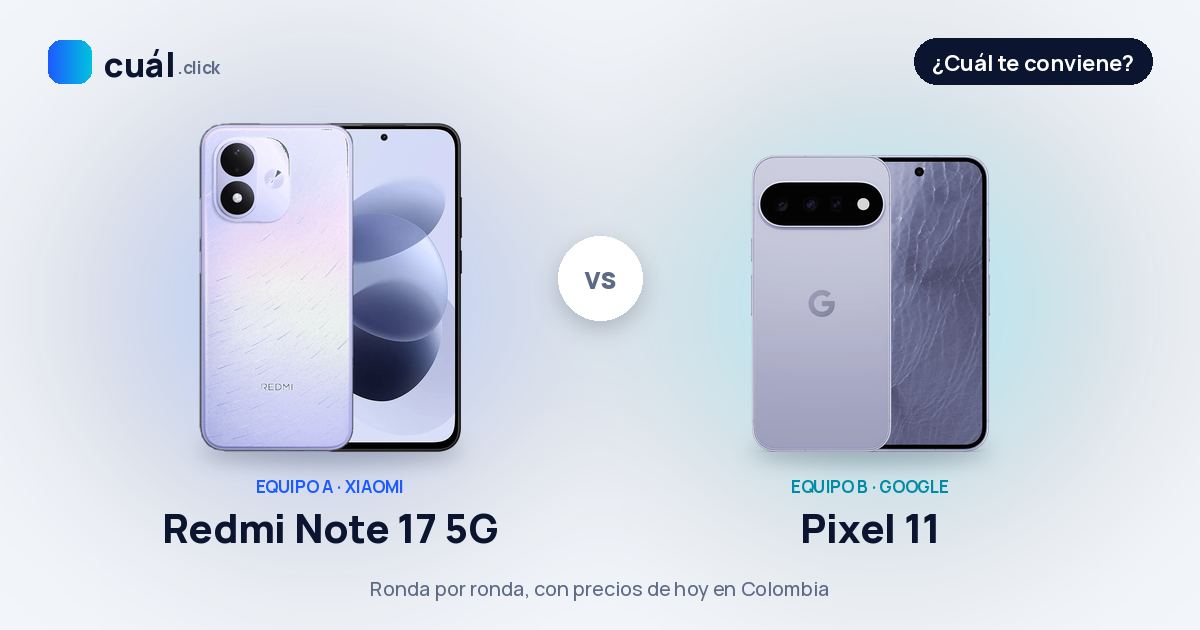 cuál.click
¿Cuál te conviene?
REDMI
G
VS
EQUIPO A · XIAOMI
EQUIPO B · GOOGLE
Redmi Note 17 5G
Pixel 11
Ronda por ronda, con precios de hoy en Colombia